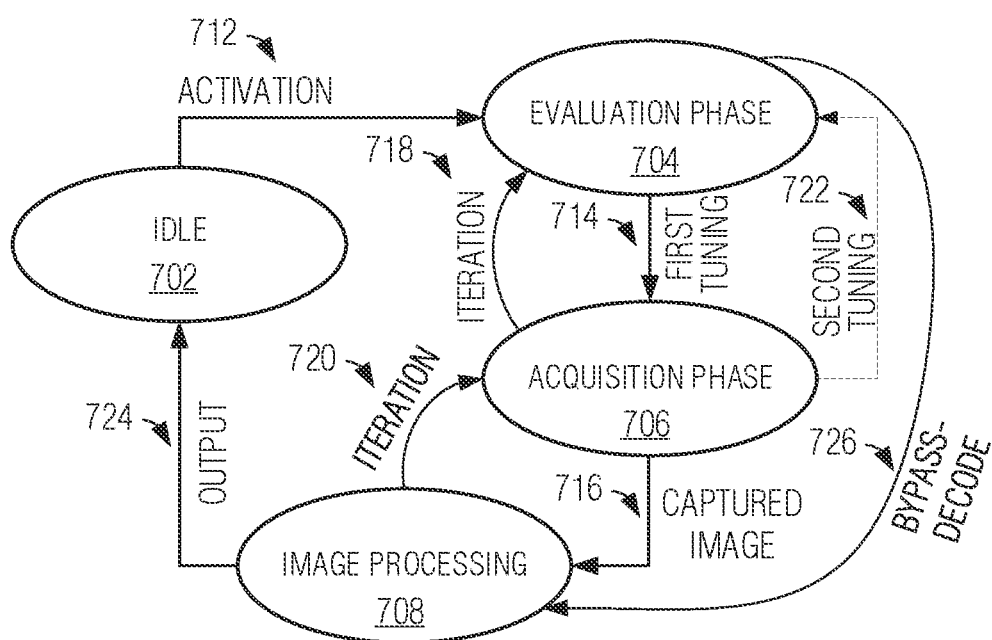 712
ACTIVATION
EVALUATION PHASE
704
718
ITERATION
714
FIRST
TUNING
722
SECOND
TUNING
IDLE
702
720
ITERATION
ACQUISITION PHASE
706
724
OUTPUT
716
CAPTURED
IMAGE
726
BYPASS-
DECODE
IMAGE PROCESSING
708